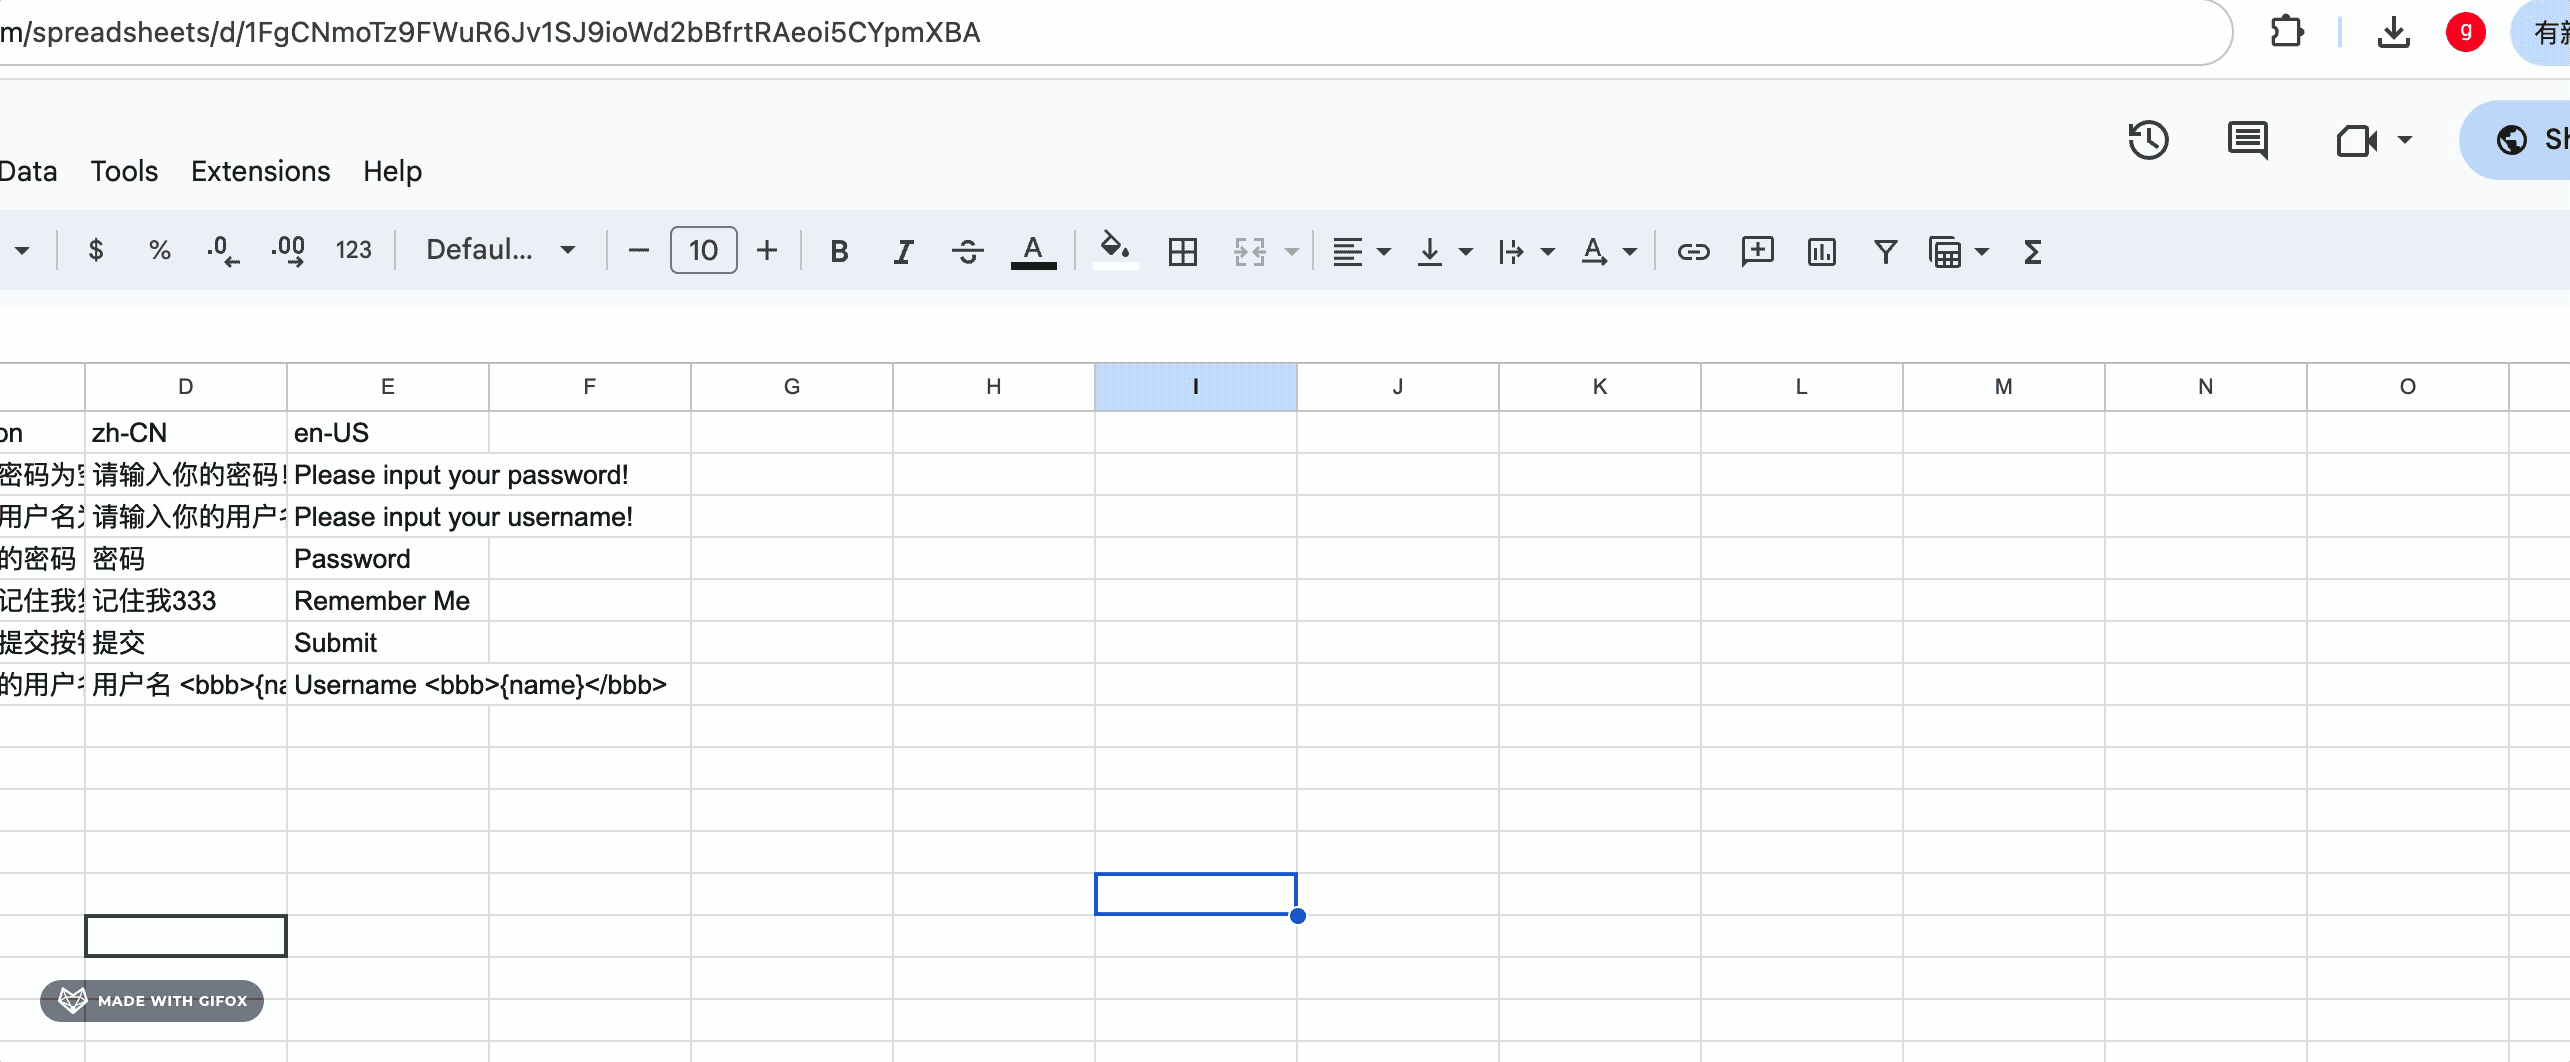 m/spreadsheets/d/1FgCNmoTz9FWuR6Jv1SJ9ioWd2bBfrtRAeoi5CYpmXBA g 有
Data Tools Extensions Help Sh
$ % .0 .00 123 Defaul... 10 B I S A A Σ
D E F G H I J K L M N O
on zh-CN en-US
密码为 请输入你的密码! Please input your password!
用户名 请输入你的用户 Please input your username!
的密码 密码 Password
记住我 记住我333 Remember Me
提交按 提交 Submit
的用户 用户名 <bbb>{na Username <bbb>{name}</bbb>
MADE WITH GIFOX